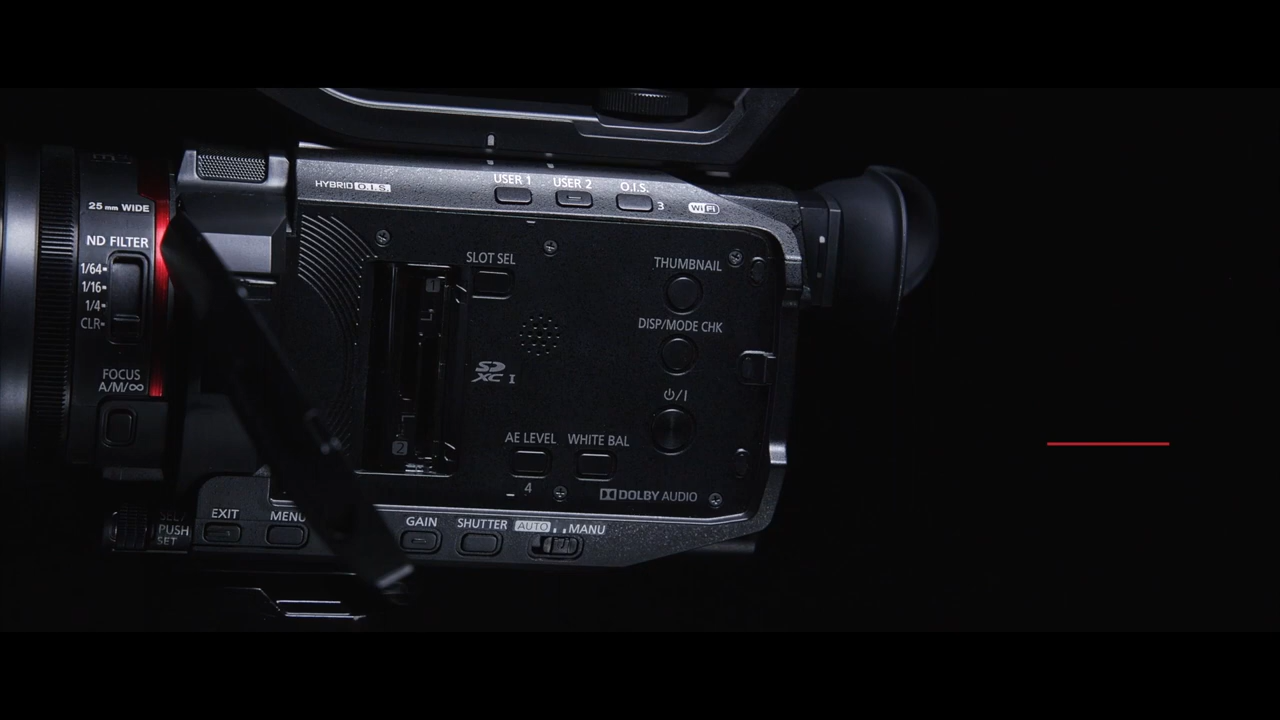 HYBRID O.I.S.
USER 1
USER 2
O.I.S.
3
WiFi
25 mm WIDE
ND FILTER
1/64
1/16
1/4
CLR
FOCUS
A/M/∞
SLOT SEL
1
THUMBNAIL
DISP/MODE CHK
SD
XC I
⏻/I
2
AE LEVEL
WHITE BAL
4
DOLBY AUDIO
EXIT
MENU
SEL/
PUSH
SET
GAIN
SHUTTER
AUTO
MANU